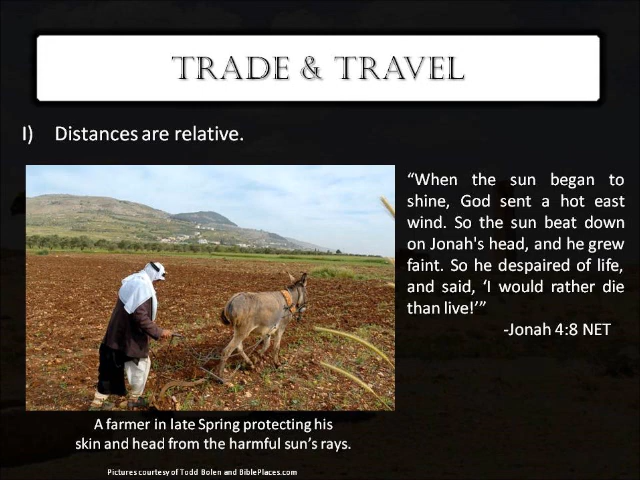 TRADE & TRAVEL
I) Distances are relative.
“When the sun began to
shine, God sent a hot east
wind. So the sun beat down
on Jonah's head, and he grew
faint. So he despaired of life,
and said, ‘I would rather die
than live!’”
-Jonah 4:8 NET
A farmer in late Spring protecting his
skin and head from the harmful sun’s rays.
Pictures courtesy of Todd Bolen and BiblePlaces.com